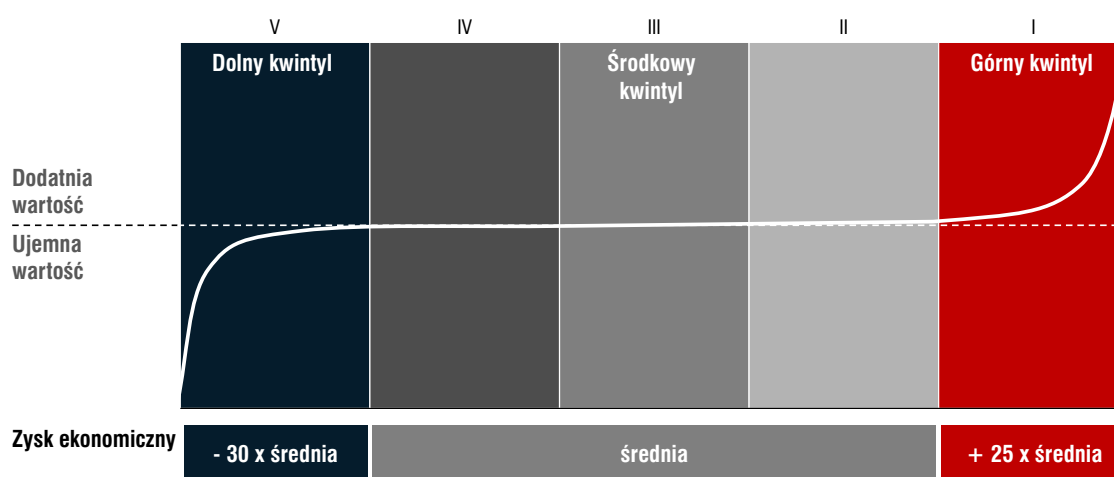 V IV III II I
Dolny kwintyl Środkowy Górny kwintyl
kwintyl
Dodatnia
wartość
Ujemna
wartość
Zysk ekonomiczny - 30 x średnia średnia + 25 x średnia